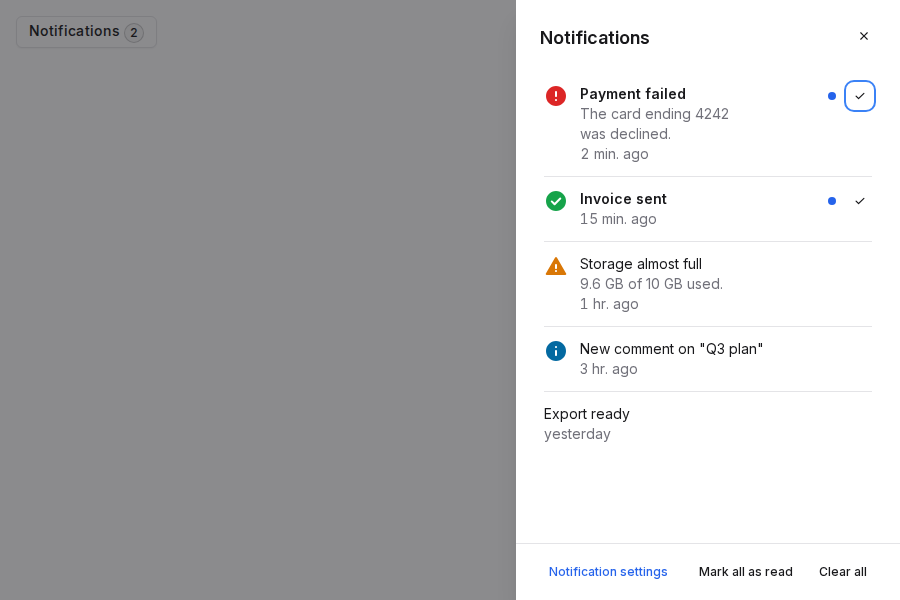 Notifications 2
Notifications
Payment failed
The card ending 4242
was declined.
2 min. ago
Invoice sent
15 min. ago
Storage almost full
9.6 GB of 10 GB used.
1 hr. ago
New comment on "Q3 plan"
3 hr. ago
Export ready
yesterday
Notification settings Mark all as read Clear all